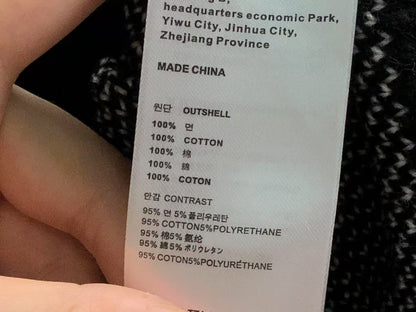 headquarters economic Park,
Yiwu City, Jinhua City,
Zhejiang Province
MADE CHINA
원단 OUTSHELL
100% 면
100% COTTON
100% 棉
100% 綿
100% COTON
안감 CONTRAST
95% 면 5% 폴리우레탄
95% COTTON5%POLYRETHANE
95% 棉5% 氨纶
95% 綿5% ポリウレタン
95% COTON5%POLYURÉTHANE